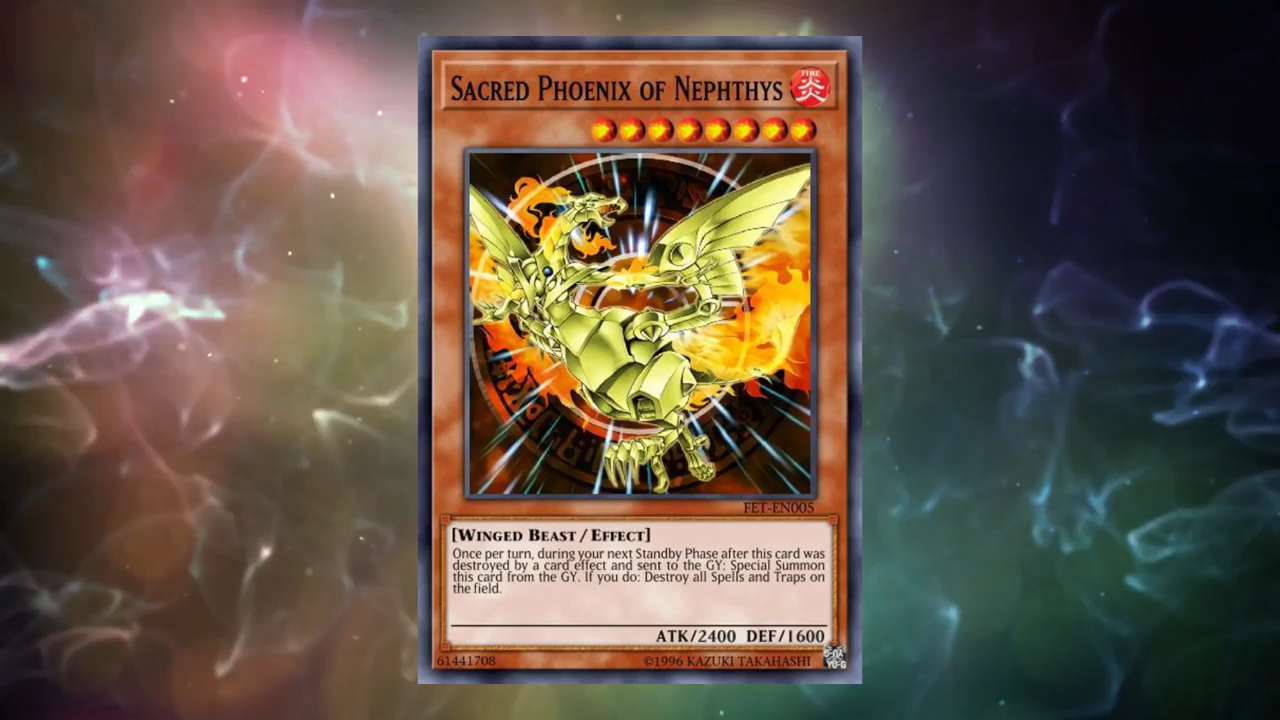 SACRED PHOENIX OF NEPHTHYS
FIRE
炎
FET-EN005
[WINGED BEAST / EFFECT]
Once per turn, during your next Standby Phase after this card was
destroyed by a card effect and sent to the GY: Special Summon
this card from the GY. If you do: Destroy all Spells and Traps on
the field.
ATK/2400 DEF/1600
61441708
©1996 KAZUKI TAKAHASHI